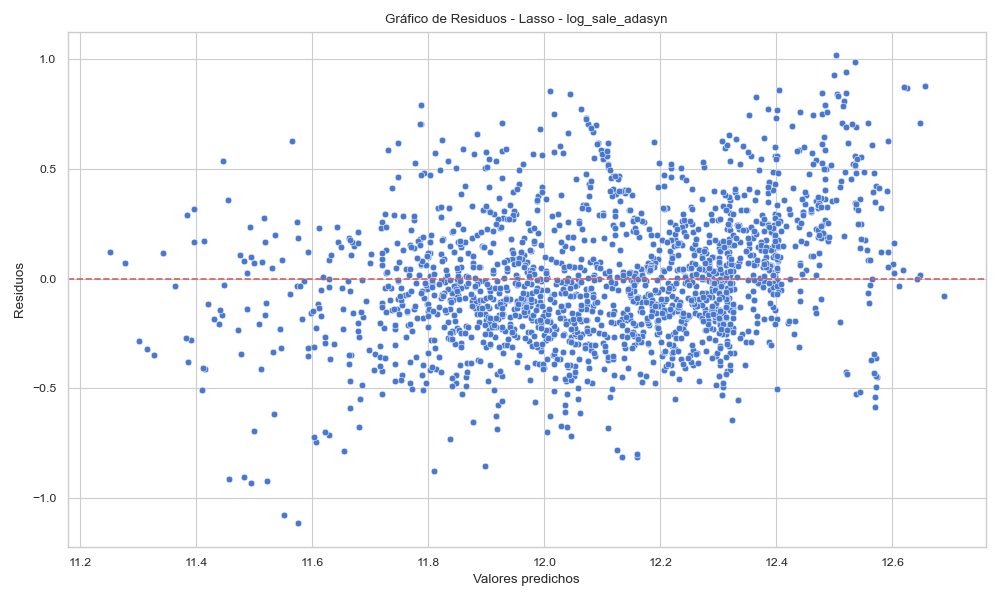 Gráfico de Residuos - Lasso - log_sale_adasyn
1.0
0.5
0.0
−0.5
−1.0
Residuos
11.2 11.4 11.6 11.8 12.0 12.2 12.4 12.6
Valores predichos